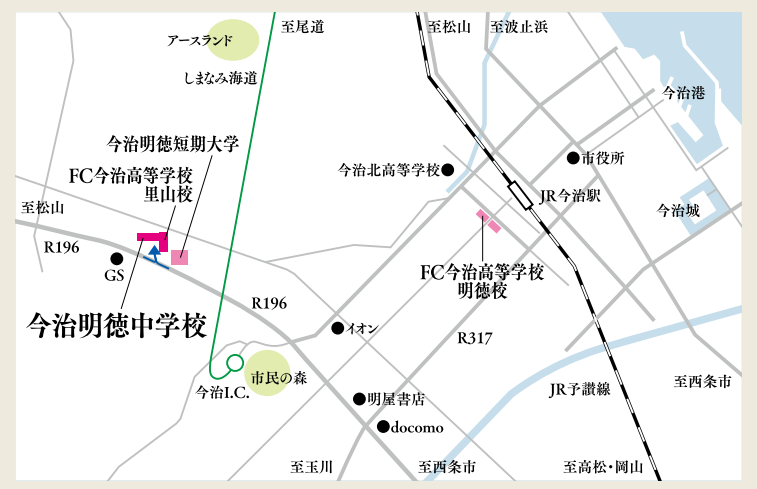 至尾道
至松山
至波止浜
アースランド
しまなみ海道
今治港
今治明徳短期大学
市役所
今治北高等学校
FC今治高等学校
里山校
JR今治駅
至松山
今治城
R196
GS
FC今治高等学校
明徳校
R196
今治明徳中学校
イオン
R317
市民の森
今治I.C.
至西条市
JR予讃線
明屋書店
docomo
至玉川
至西条市
至高松・岡山